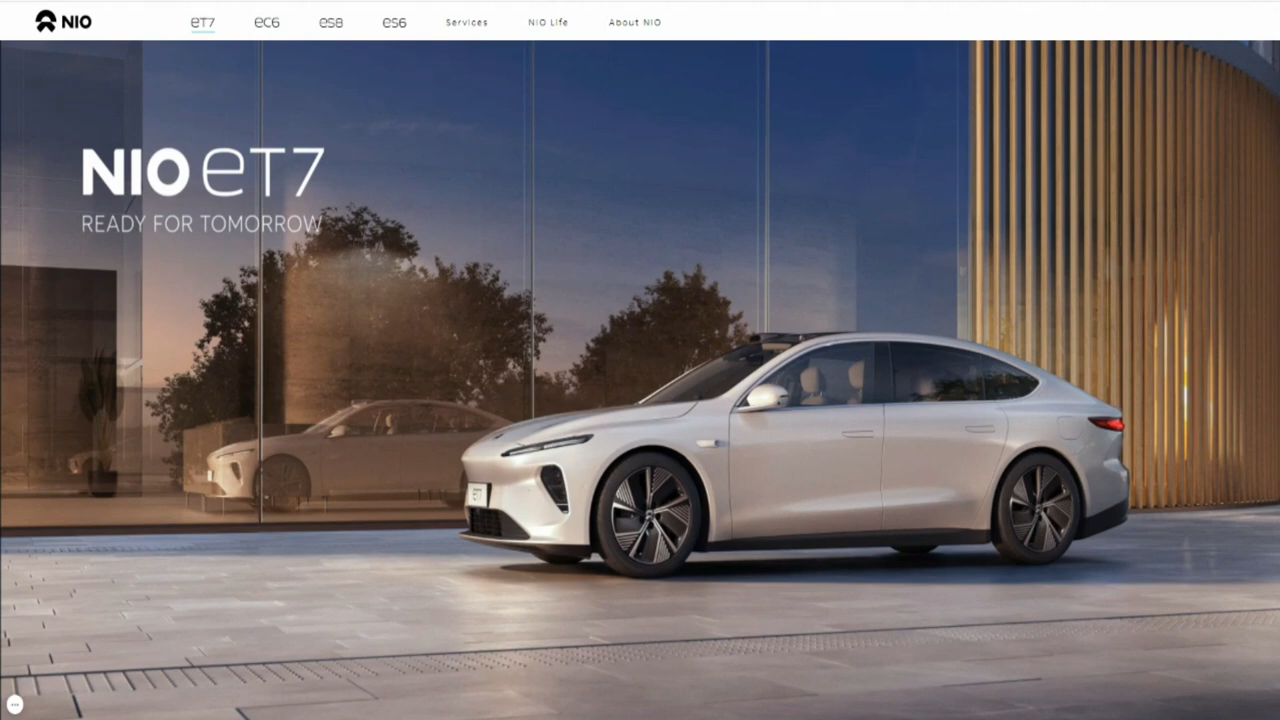 NIO
eT7
eC6
eS8
eS6
Services
NIO Life
About NIO
NIO eT7
READY FOR TOMORROW
eT7